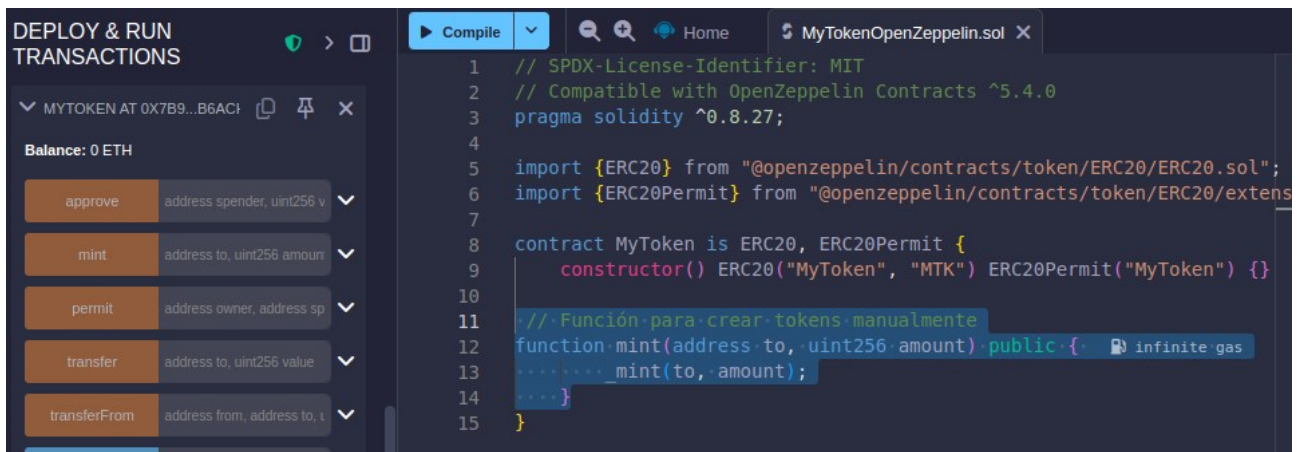 DEPLOY & RUN
TRANSACTIONS
MYTOKEN AT 0X7B9...B6ACH
Balance: 0 ETH
approve address spender, uint256 v
mint address to, uint256 amoun
permit address owner, address sp
transfer address to, uint256 value
transferFrom address from, address to, u
Compile Home MyTokenOpenZeppelin.sol
1 // SPDX-License-Identifier: MIT
2 // Compatible with OpenZeppelin Contracts ^5.4.0
3 pragma solidity ^0.8.27;
4
5 import {ERC20} from "@openzeppelin/contracts/token/ERC20/ERC20.sol";
6 import {ERC20Permit} from "@openzeppelin/contracts/token/ERC20/extens
7
8 contract MyToken is ERC20, ERC20Permit {
9 constructor() ERC20("MyToken", "MTK") ERC20Permit("MyToken") {}
10
11 // Función para crear tokens manualmente
12 function mint(address to, uint256 amount) public { infinite gas
13 _mint(to, amount);
14 }
15 }